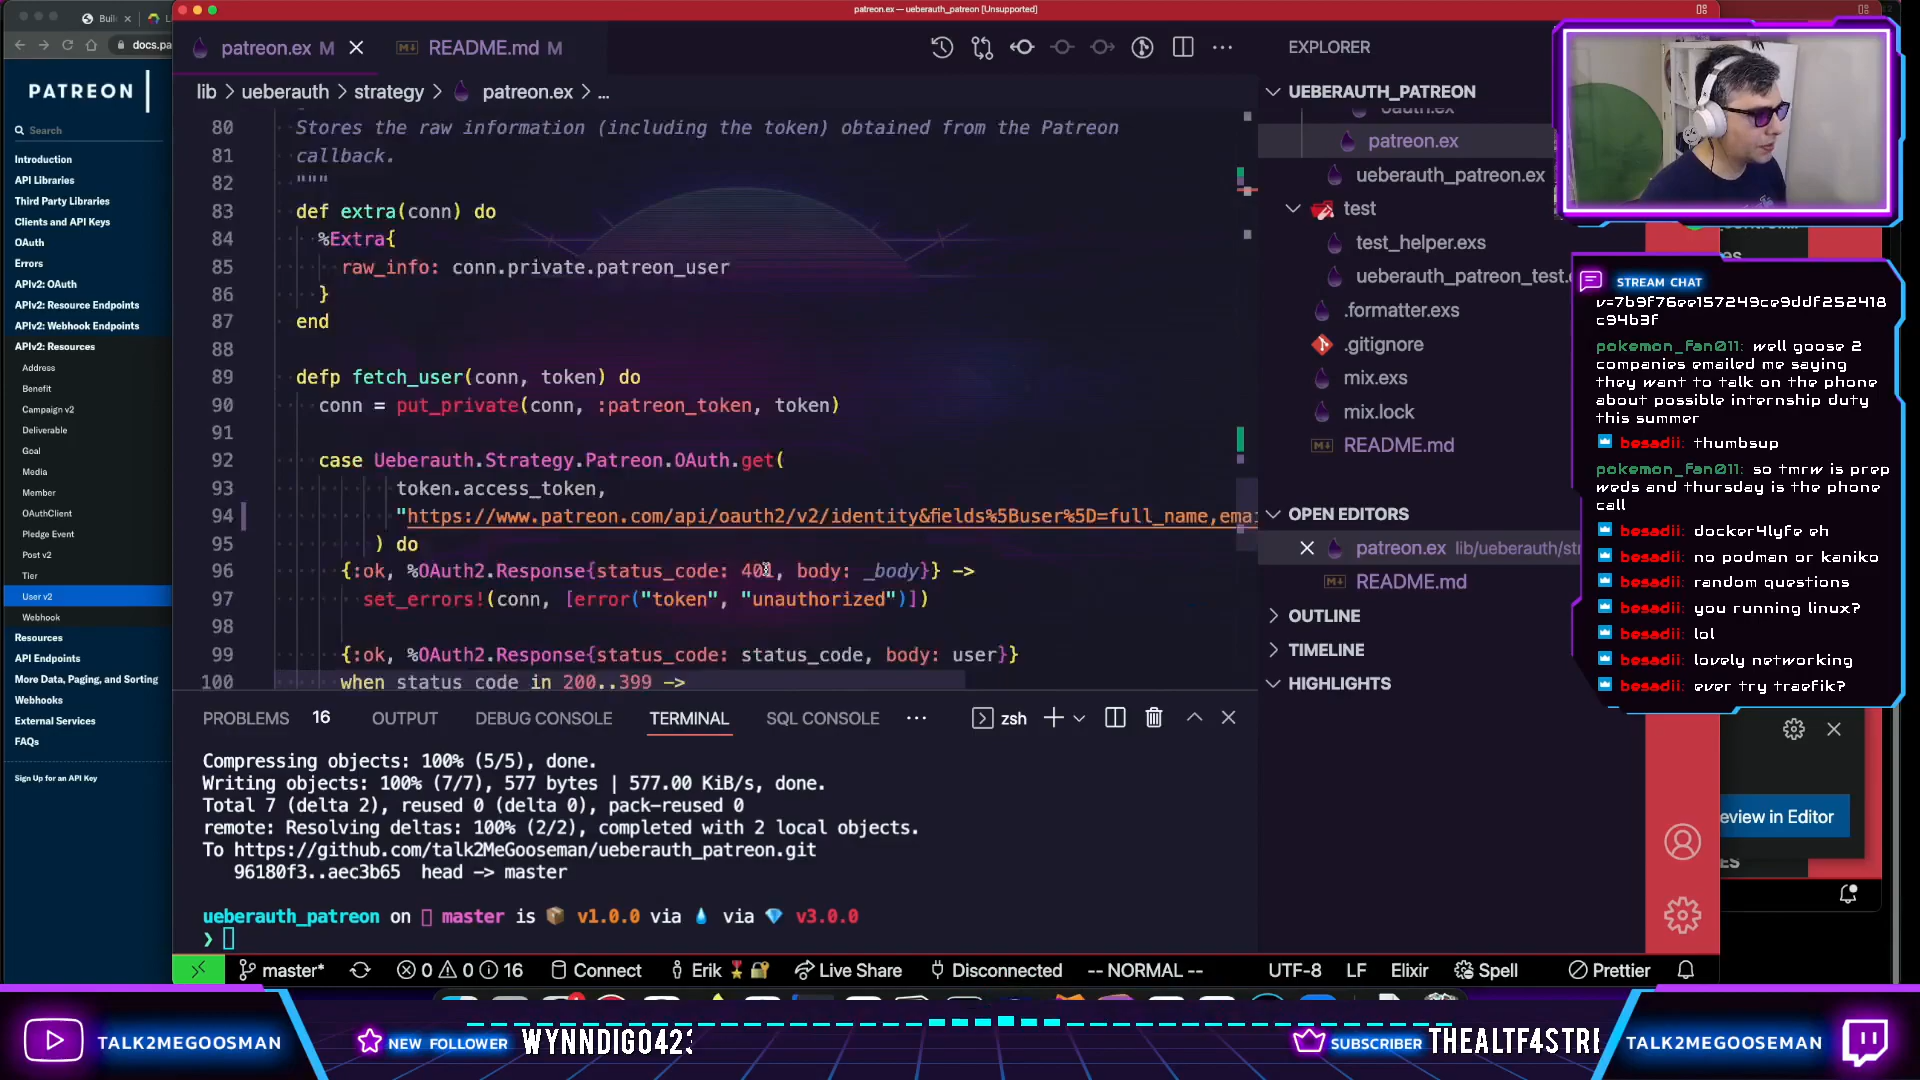 patreon.ex — ueberauth_patreon [Unsupported]
docs.pa
PATREON
Search
Introduction
API Libraries
Third Party Libraries
Clients and API Keys
OAuth
Errors
APIv2: OAuth
APIv2: Resource Endpoints
APIv2: Webhook Endpoints
APIv2: Resources
Address
Benefit
Campaign v2
Deliverable
Goal
Media
Member
OAuthClient
Pledge Event
Post v2
Tier
User v2
Webhook
Resources
API Endpoints
More Data, Paging, and Sorting
Webhooks
External Services
FAQs
Sign Up for an API Key
patreon.ex M
README.md M
lib > ueberauth > strategy > patreon.ex > ...
80 Stores the raw information (including the token) obtained from the Patreon
81 callback.
82 """
83 def extra(conn) do
84 %Extra{
85 raw_info: conn.private.patreon_user
86 }
87 end
88
89 defp fetch_user(conn, token) do
90 conn = put_private(conn, :patreon_token, token)
91
92 case Ueberauth.Strategy.Patreon.OAuth.get(
93 token.access_token,
94 "https://www.patreon.com/api/oauth2/v2/identity&fields%5Buser%5D=full_name,emai
95 ) do
96 {:ok, %OAuth2.Response{status_code: 401, body: _body}} ->
97 set_errors!(conn, [error("token", "unauthorized")])
98
99 {:ok, %OAuth2.Response{status_code: status_code, body: user}}
100 when status_code in 200..399 ->
PROBLEMS 16 OUTPUT DEBUG CONSOLE TERMINAL SQL CONSOLE ... zsh
Compressing objects: 100% (5/5), done.
Writing objects: 100% (7/7), 577 bytes | 577.00 KiB/s, done.
Total 7 (delta 2), reused 0 (delta 0), pack-reused 0
remote: Resolving deltas: 100% (2/2), completed with 2 local objects.
To https://github.com/talk2MeGooseman/ueberauth_patreon.git
96180f3..aec3b65 head -> master
ueberauth_patreon on master is v1.0.0 via via v3.0.0
❯
master* 0 0 16 Connect Erik Live Share Disconnected -- NORMAL -- UTF-8 LF Elixir Spell Prettier
EXPLORER
UEBERAUTH_PATREON
oauth.ex
patreon.ex
ueberauth_patreon.ex
test
test_helper.exs
ueberauth_patreon_test.e
.formatter.exs
.gitignore
mix.exs
mix.lock
README.md
OPEN EDITORS
patreon.ex lib/ueberauth/st
README.md
OUTLINE
TIMELINE
HIGHLIGHTS
STREAM CHAT
v=7b9f76ee157249ce9ddf252418
c94b3f
pokemon_fan011: well goose 2
companies emailed me saying
they want to talk on the phone
about possible internship duty
this summer
besadii: thumbsup
pokemon_fan011: so tmrw is prep
weds and thursday is the phone
call
besadii: docker4lyfe eh
besadii: no podman or kaniko
besadii: random questions
besadii: you running linux?
besadii: lol
besadii: lovely networking
besadii: ever try traefik?
eview in Editor
TALK2MEGOOSMAN
NEW FOLLOWER
WYNNDIGO423
SUBSCRIBER
THEALTF4STRE
TALK2MEGOOSEMAN